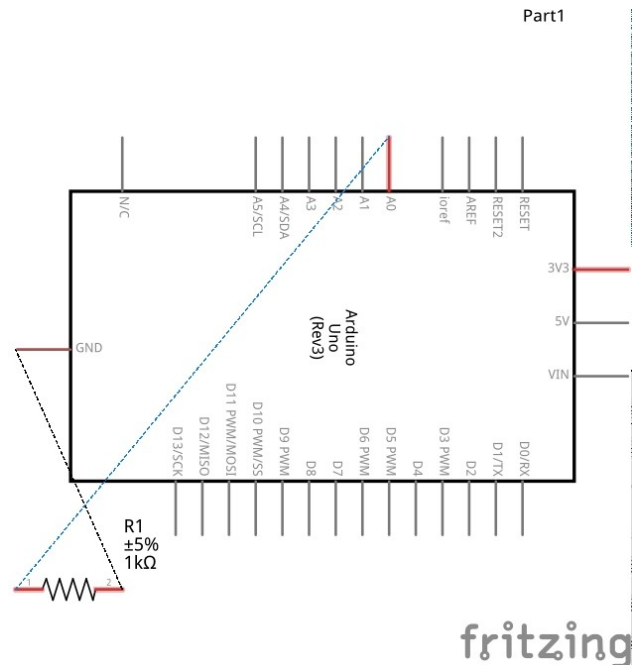 Part1
N/C
A5/SCL
A4/SDA
A3
A2
A1
A0
ioref
AREF
RESET2
RESET
3V3
5V
VIN
GND
Arduino
Uno
(Rev3)
D13/SCK
D12/MISO
D11 PWM/MOSI
D10 PWM/SS
D9 PWM
D8
D7
D6 PWM
D5 PWM
D4
D3 PWM
D2
D1/TX
D0/RX
R1
±5%
1kΩ
1
2
fritzing